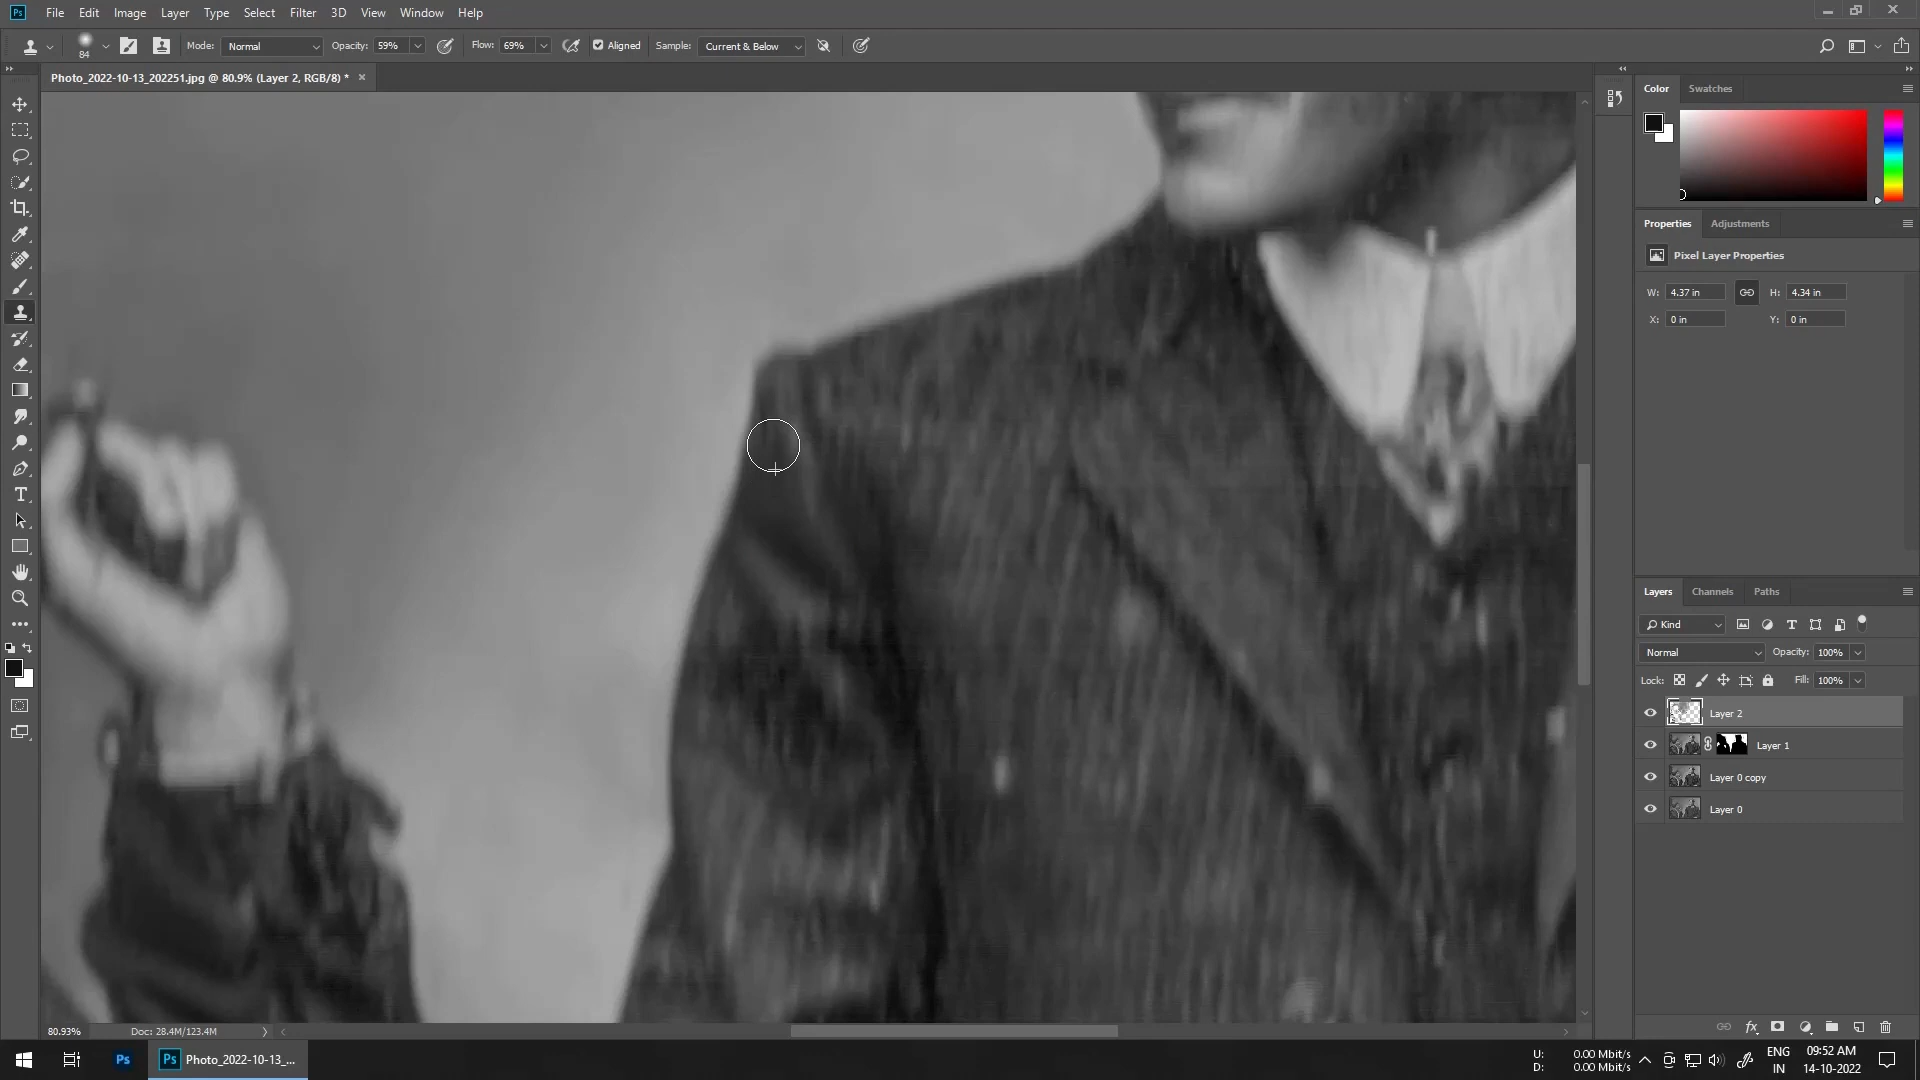 Ps File Edit Image Layer Type Select Filter 3D View Window Help
84 Mode: Normal Opacity: 59% Flow: 69% Aligned Sample: Current & Below
Photo_2022-10-13_202251.jpg @ 80.9% (Layer 2, RGB/8) *
Color Swatches
Properties Adjustments
Pixel Layer Properties
W: 4.37 in H: 4.34 in
X: 0 in Y: 0 in
Layers Channels Paths
Kind
Normal Opacity: 100%
Lock: Fill: 100%
Layer 2
Layer 1
Layer 0 copy
Layer 0
80.93% Doc: 28.4M/123.4M
Ps Ps Photo_2022-10-13_...
U: 0.00 Mbit/s
D: 0.00 Mbit/s
ENG
IN
09:52 AM
14-10-2022